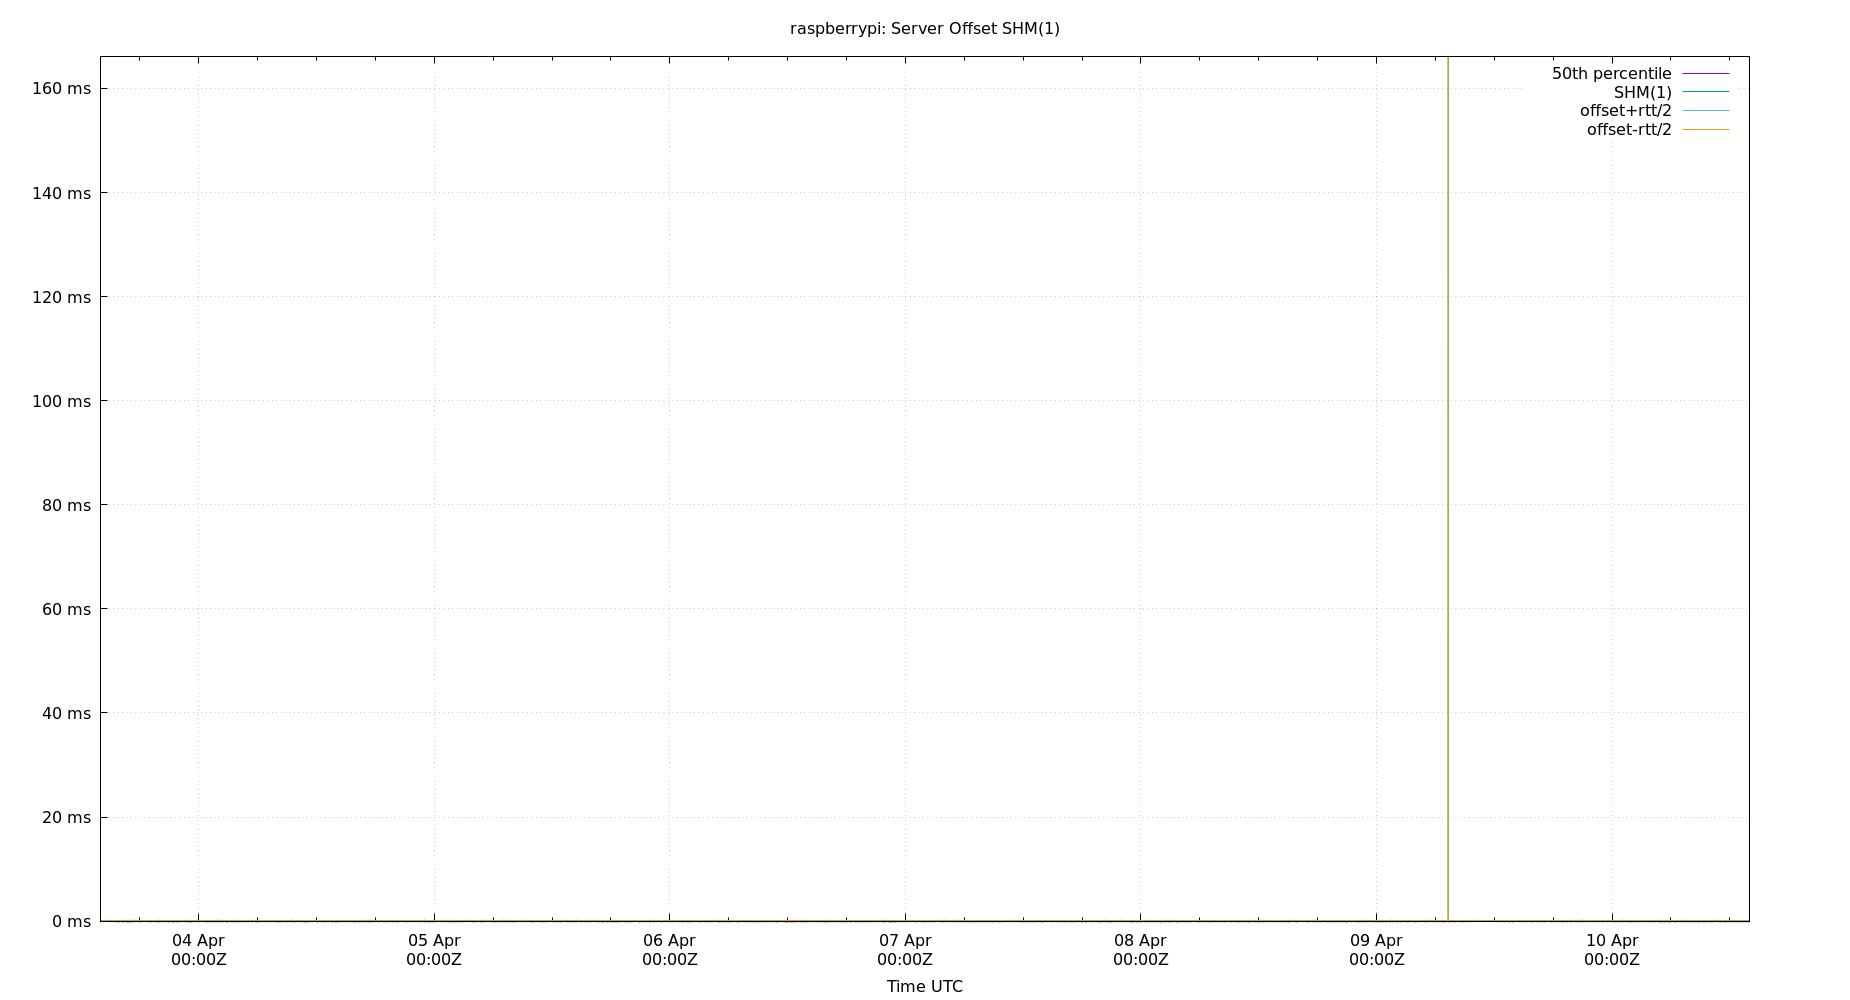 raspberrypi: Server Offset SHM(1)
50th percentile
SHM(1)
offset+rtt/2
offset-rtt/2
160 ms
140 ms
120 ms
100 ms
80 ms
60 ms
40 ms
20 ms
0 ms
04 Apr 05 Apr 06 Apr 07 Apr 08 Apr 09 Apr 10 Apr
00:00Z 00:00Z 00:00Z 00:00Z 00:00Z 00:00Z 00:00Z
Time UTC